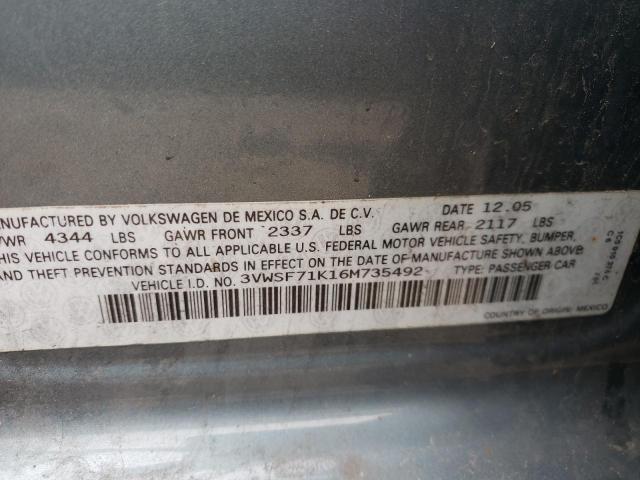 MANUFACTURED BY VOLKSWAGEN DE MEXICO S.A. DE C.V. DATE 12.05
VWR 4344 LBS GAWR FRONT 2337 LBS GAWR REAR 2117 LBS
HIS VEHICLE CONFORMS TO ALL APPLICABLE U.S. FEDERAL MOTOR VEHICLE SAFETY, BUMPER,
AND THEFT PREVENTION STANDARDS IN EFFECT ON THE DATE OF MANUFACTURE SHOWN ABOVE.
VEHICLE I.D. NO. 3VWSF71K16M735492 TYPE: PASSENGER CAR
COUNTRY OF ORIGIN: MEXICO